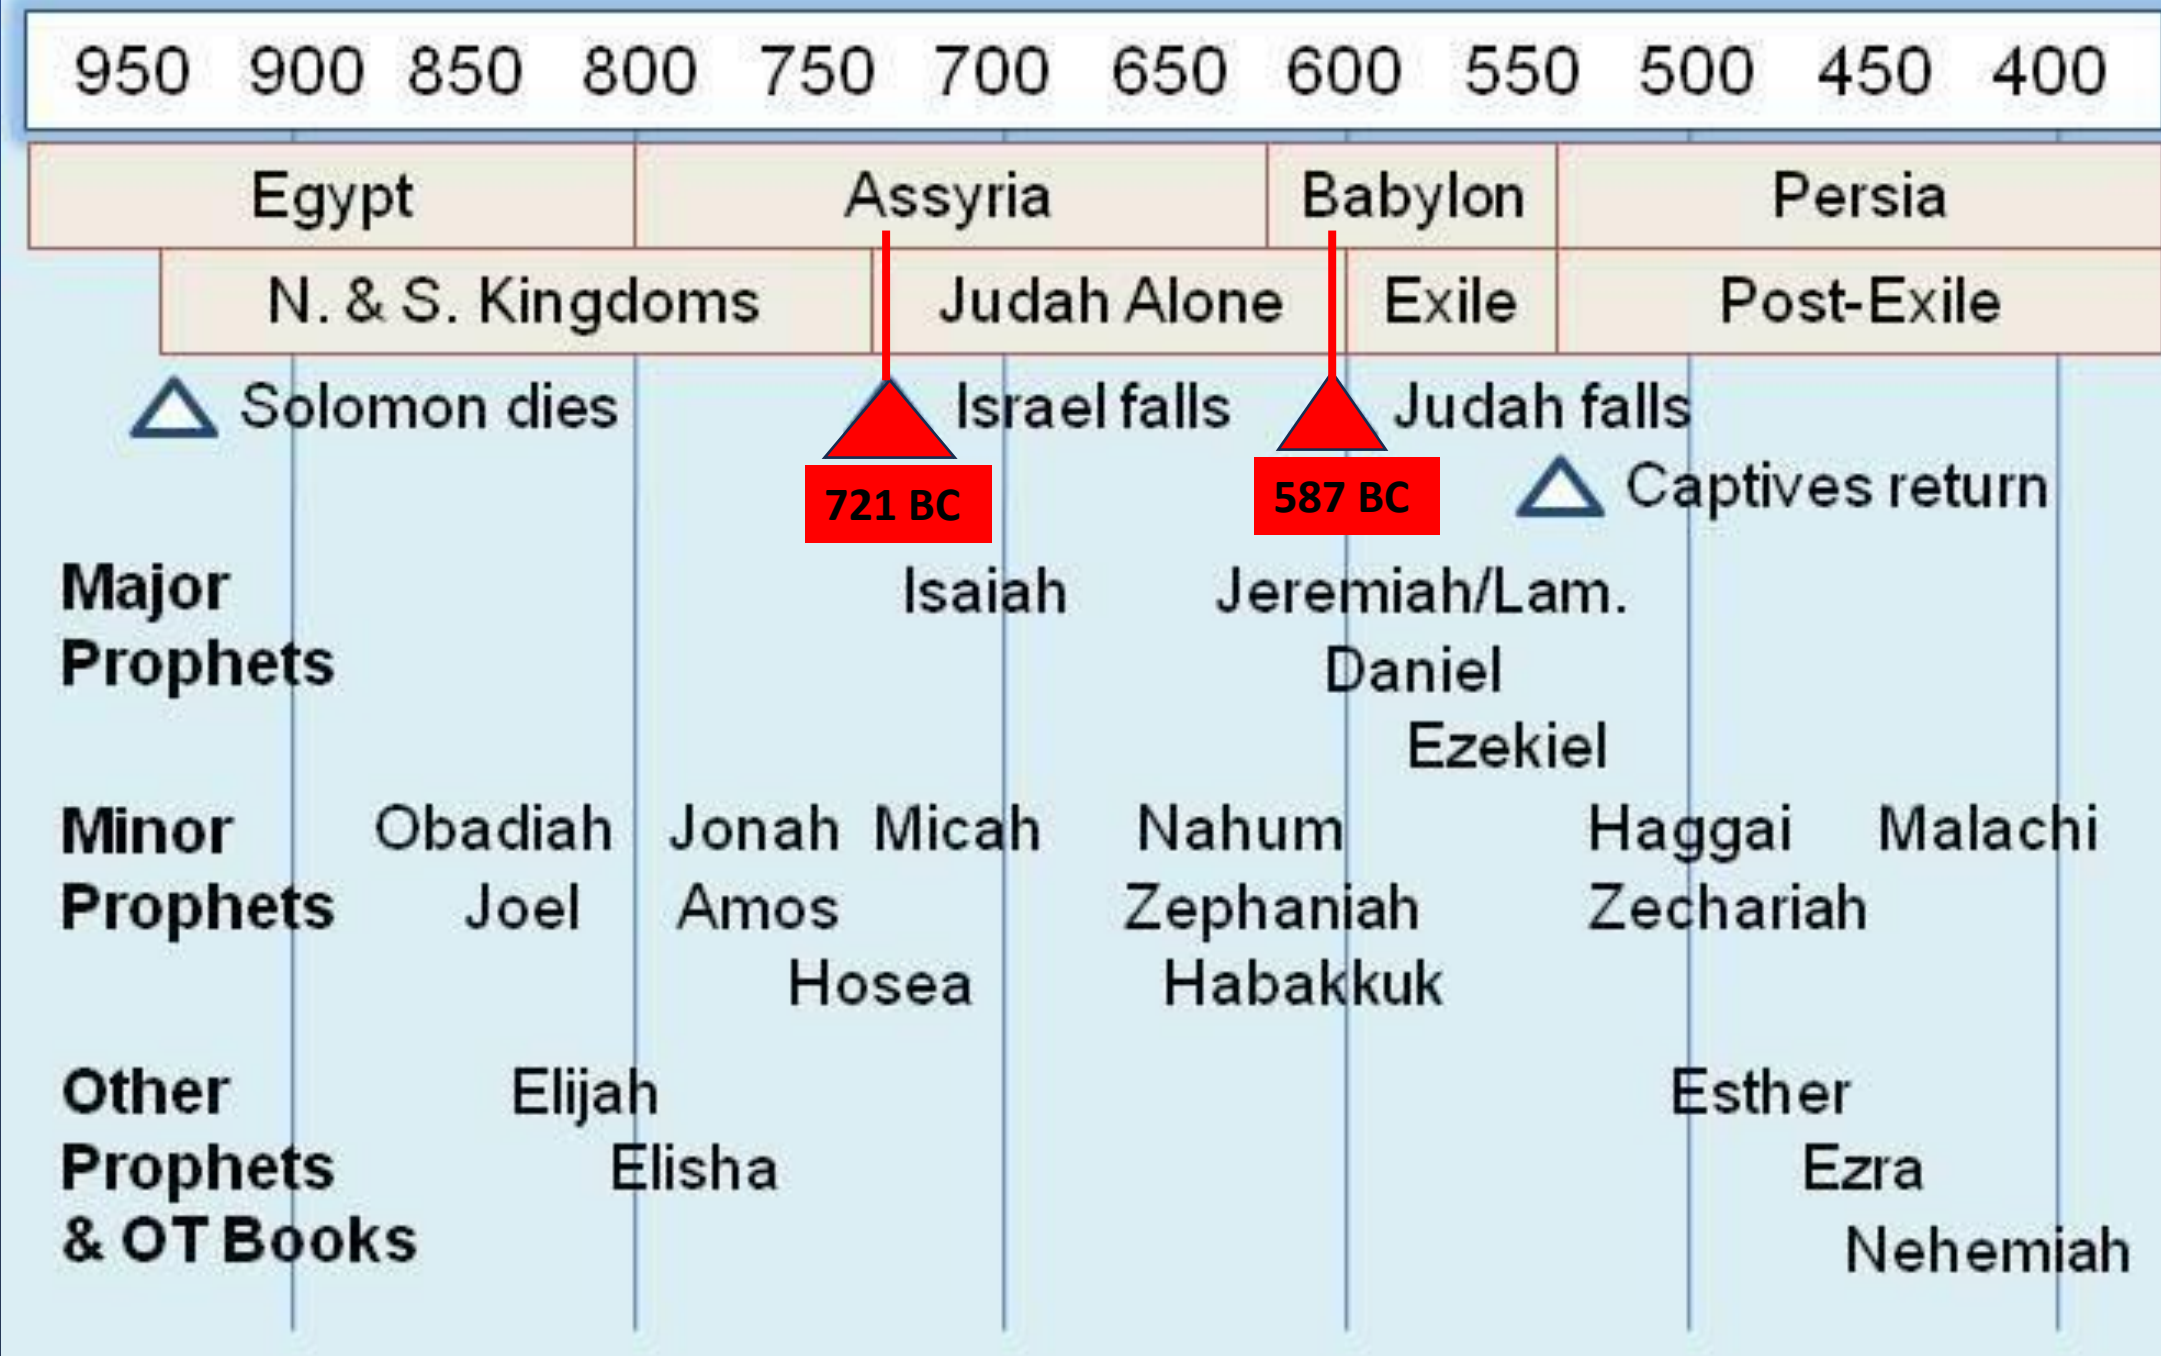 950 900 850 800 750 700 650 600 550 500 450 400
Egypt Assyria Babylon Persia
N. & S. Kingdoms Judah Alone Exile Post-Exile
Solomon dies Israel falls Judah falls
721 BC 587 BC Captives return
Major Isaiah Jeremiah/Lam.
Prophets Daniel
Ezekiel
Minor Obadiah Jonah Micah Nahum Haggai Malachi
Prophets Joel Amos Zephaniah Zechariah
Hosea Habakkuk
Other Elijah Esther
Prophets Elisha Ezra
& OT Books Nehemiah